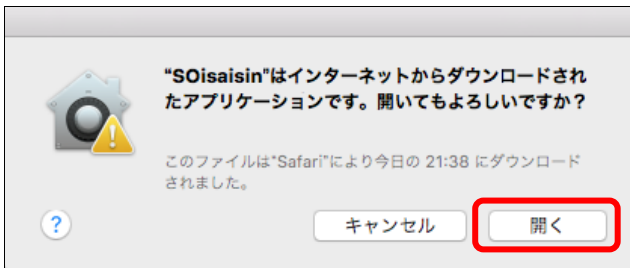 “SOisaisin”はインターネットからダウンロードされ
たアプリケーションです。開いてもよろしいですか？
このファイルは“Safari”により今日の 21:38 にダウンロード
されました。
?
キャンセル
開く